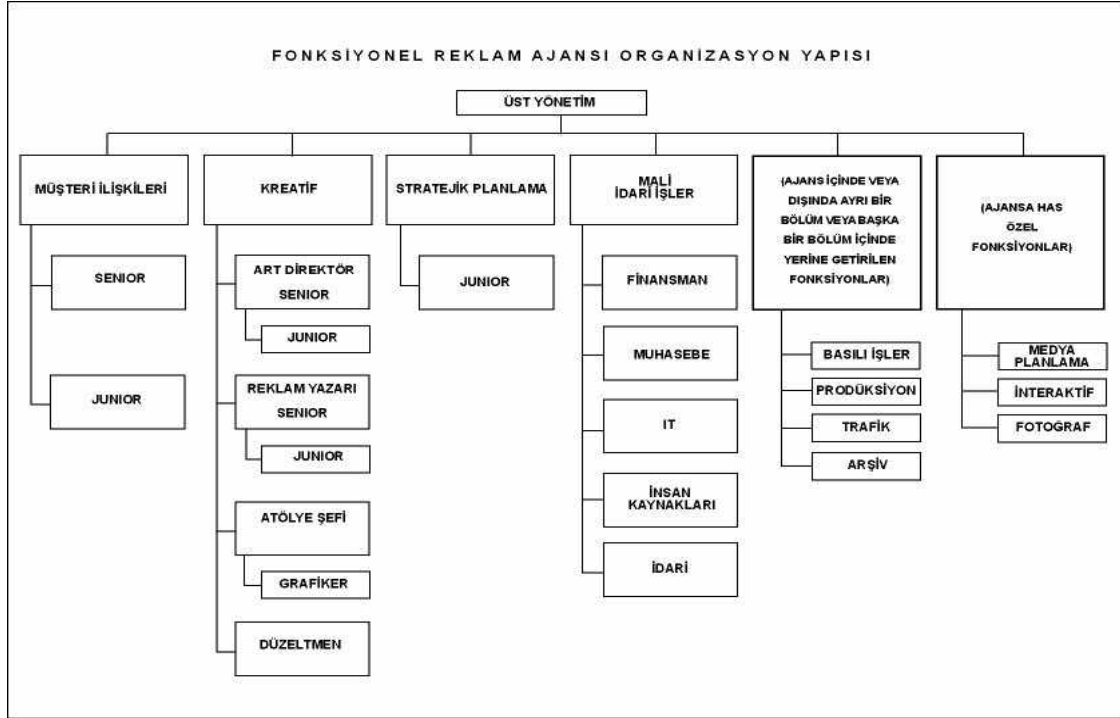 FONKSİYONEL REKLAM AJANSI ORGANİZASYON YAPISI
ÜST YÖNETİM
MÜŞTERİ İLİŞKİLERİ
SENIOR
JUNIOR
KREATİF
ART DİREKTÖR
SENIOR
JUNIOR
REKLAM YAZARI
SENIOR
JUNIOR
ATÖLYE ŞEFİ
GRAFİKER
DÜZELTMEN
STRATEJİK PLANLAMA
JUNIOR
MALİ
İDARİ İŞLER
FİNANSMAN
MUHASEBE
IT
İNSAN
KAYNAKLARI
İDARİ
(AJANS İÇİNDE VEYA
DIŞINDA AYRI BİR
BÖLÜM VEYA BAŞKA
BİR BÖLÜM İÇİNDE
YERİNE GETİRİLEN
FONKSİYONLAR)
BASILI İŞLER
PRODÜKSİYON
TRAFİK
ARŞİV
(AJANSA HAS
ÖZEL
FONKSİYONLAR)
MEDYA
PLANLAMA
İNTERAKTİF
FOTOĞRAF